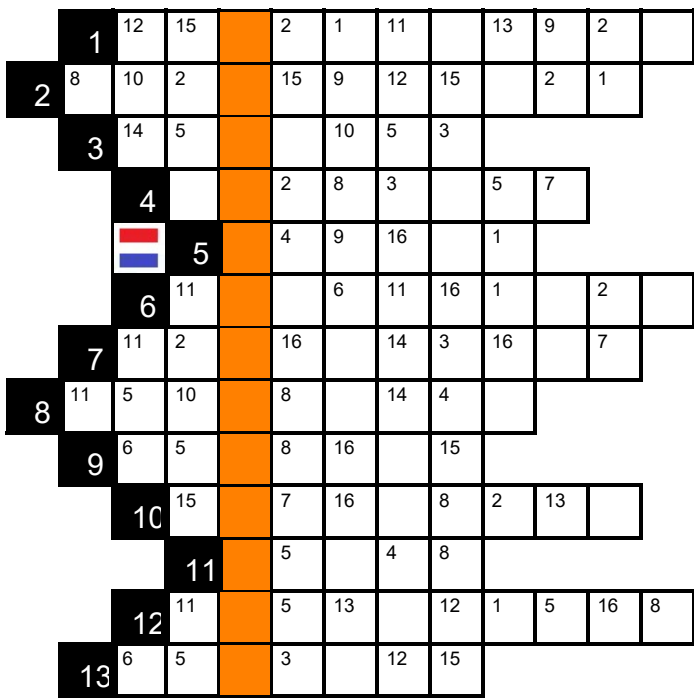 1 12 15 2 1 11 13 9 2
2 8 10 2 15 9 12 15 2 1
3 14 5 10 5 3
4 2 8 3 5 7
5 4 9 16 1
6 11 6 11 16 1 2
7 11 2 16 14 3 16 7
8 11 5 10 8 14 4
9 6 5 8 16 15
10 15 7 16 8 2 13
11 5 4 8
12 11 5 13 12 1 5 16 8
13 6 5 3 12 15